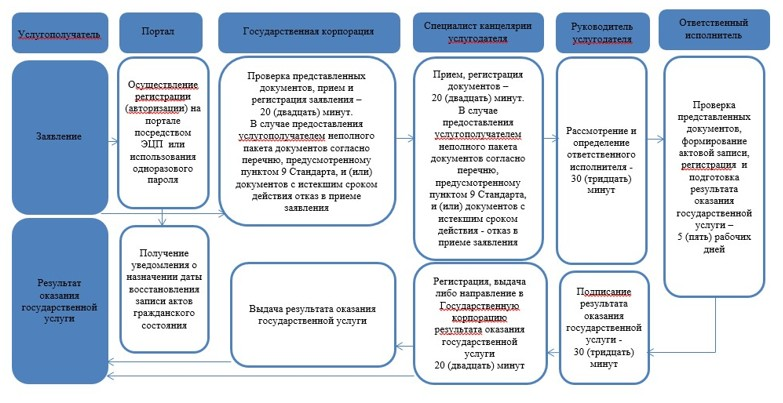 Услугополучатель
Портал
Государственная корпорация
Специалист канцелярии
услугодателя
Руководитель
услугодателя
Ответственный
исполнитель
Заявление
Осуществление
регистрации
(авторизации) на
портале
посредством
ЭЦП или
использования
одноразового
пароля
Проверка представленных
документов, прием и
регистрация заявления –
20 (двадцать) минут.
В случае предоставления
услугополучателем неполного
пакета документов согласно
перечню, предусмотренному
пунктом 9 Стандарта, и (или)
документов с истекшим сроком
действия отказ в приеме
заявления
Прием, регистрация
документов –
20 (двадцать) минут.
В случае
предоставления
услугополучателем
неполного пакета
документов согласно
перечню,
предусмотренному
пунктом 9 Стандарта,
и (или) документов с
истекшим сроком
действия - отказ в
приеме заявления
Рассмотрение и
определение
ответственного
исполнителя -
30 (тридцать)
минут
Проверка
представленных
документов,
формирование
актовой записи,
регистрация и
подготовка
результата
оказания
государственной
услуги –
5 (пять) рабочих
дней
Результат
оказания
государственной
услуги
Получение
уведомления о
назначении даты
восстановления
записи актов
гражданского
состояния
Выдача результата оказания
государственной услуги
Регистрация, выдача
либо направление в
Государственную
корпорацию
результата оказания
государственной
услуги
20 (двадцать) минут
Подписание
результата
оказания
государственной
услуги -
30 (тридцать)
минут